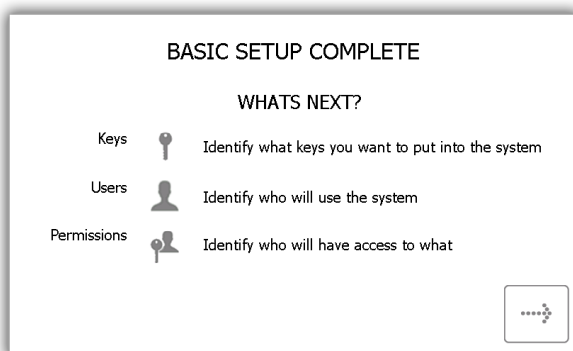 BASIC SETUP COMPLETE
WHATS NEXT?
Keys Identify what keys you want to put into the system
Users Identify who will use the system
Permissions Identify who will have access to what